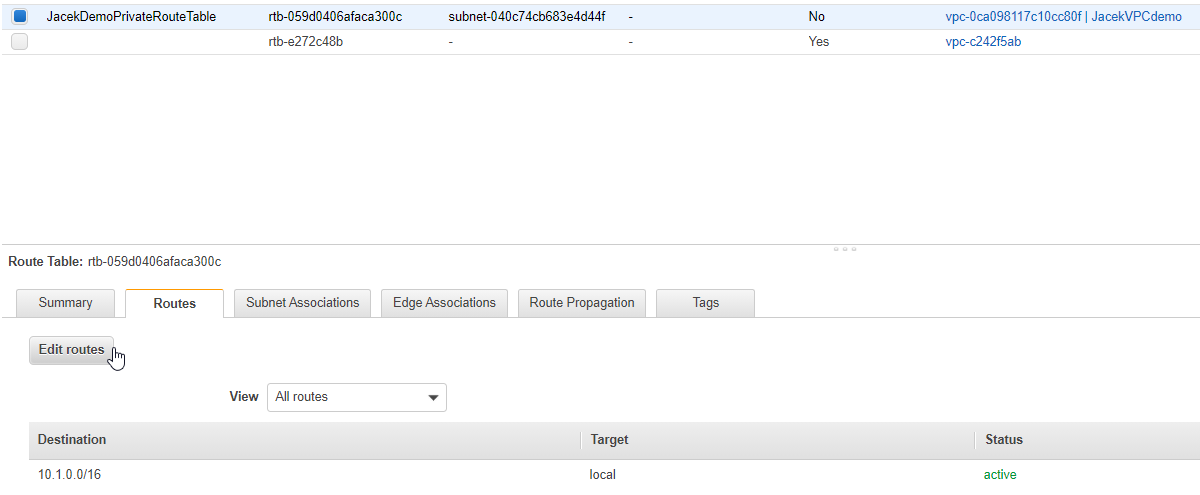 JacekDemoPrivateRouteTable rtb-059d0406afaca300c subnet-040c74cb683e4d44f - No vpc-0ca098117c10cc80f | JacekVPCdemo
rtb-e272c48b - - Yes vpc-c242f5ab
Route Table: rtb-059d0406afaca300c
Summary Routes Subnet Associations Edge Associations Route Propagation Tags
Edit routes
View All routes
Destination Target Status
10.1.0.0/16 local active